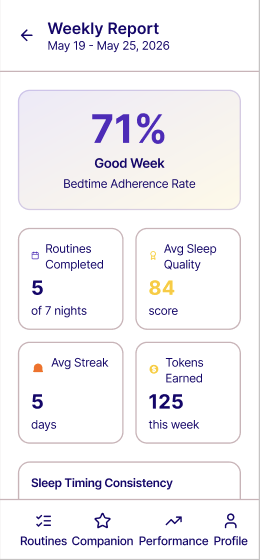 Weekly Report
May 19 - May 25, 2026
71%
Good Week
Bedtime Adherence Rate
Routines
Completed
5
of 7 nights
Avg Sleep
Quality
84
score
Avg Streak
5
days
Tokens
Earned
125
this week
Sleep Timing Consistency
Routines Companion Performance Profile